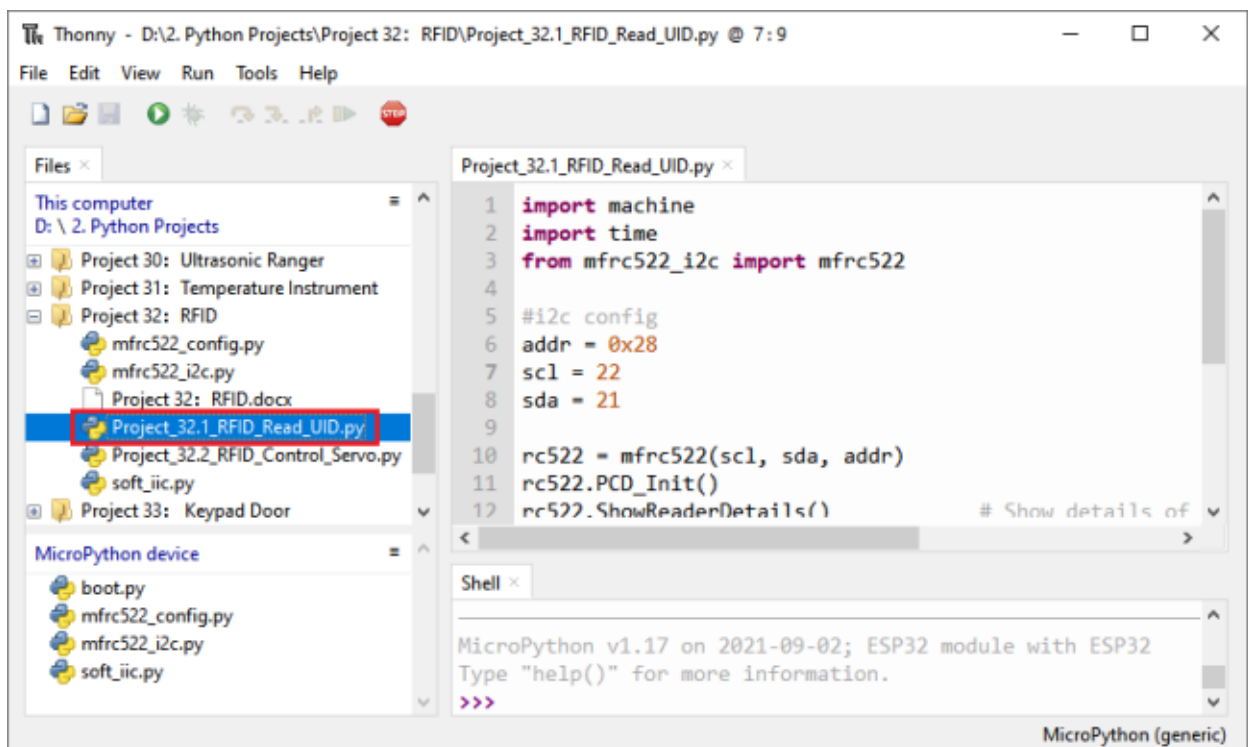 Thonny - D:\2. Python Projects\Project 32: RFID\Project_32.1_RFID_Read_UID.py @ 7:9
File Edit View Run Tools Help
STOP
Files
This computer
D: \ 2. Python Projects
Project 30: Ultrasonic Ranger
Project 31: Temperature Instrument
Project 32: RFID
mfrc522_config.py
mfrc522_i2c.py
Project 32: RFID.docx
Project_32.1_RFID_Read_UID.py
Project_32.2_RFID_Control_Servo.py
soft_iic.py
Project 33: Keypad Door
MicroPython device
boot.py
mfrc522_config.py
mfrc522_i2c.py
soft_iic.py
Project_32.1_RFID_Read_UID.py
1 import machine
2 import time
3 from mfrc522_i2c import mfrc522
4
5 #i2c config
6 addr = 0x28
7 scl = 22
8 sda = 21
9
10 rc522 = mfrc522(scl, sda, addr)
11 rc522.PCD_Init()
12 rc522.ShowReaderDetails() # Show details of
Shell
MicroPython v1.17 on 2021-09-02; ESP32 module with ESP32
Type "help()" for more information.
>>>
MicroPython (generic)